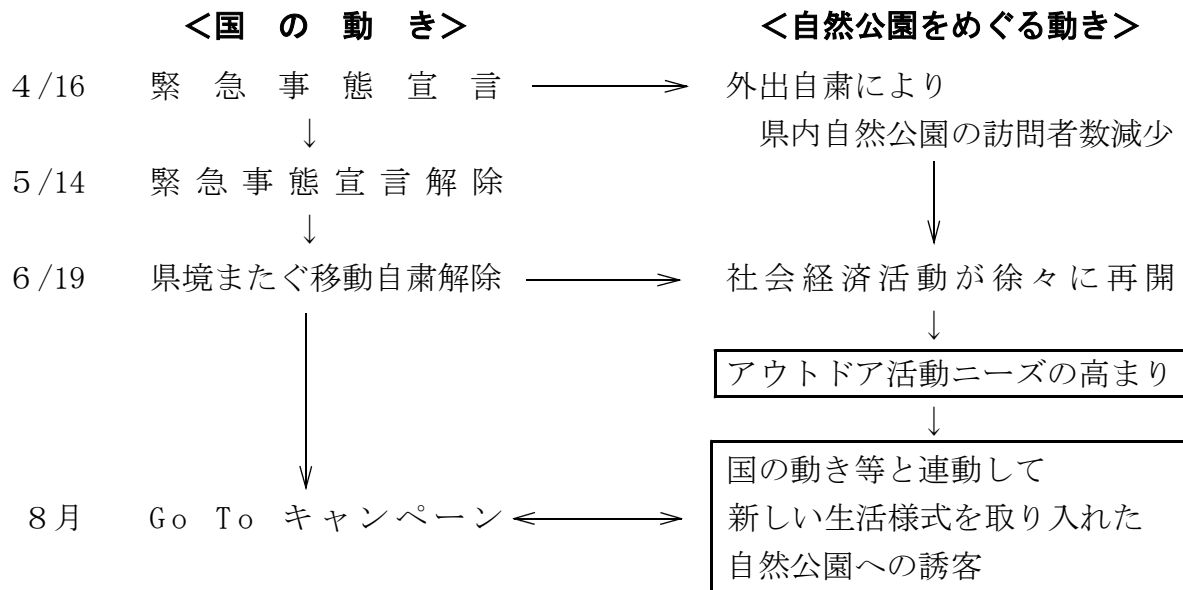 ＜国の動き＞ ＜自然公園をめぐる動き＞
4/16 緊急事態宣言 → 外出自粛により
県内自然公園の訪問者数減少
↓
5/14 緊急事態宣言解除
↓
6/19 県境またぐ移動自粛解除 → 社会経済活動が徐々に再開
↓
アウトドア活動ニーズの高まり
↓
国の動き等と連動して
8月 Go To キャンペーン ↔ 新しい生活様式を取り入れた
自然公園への誘客